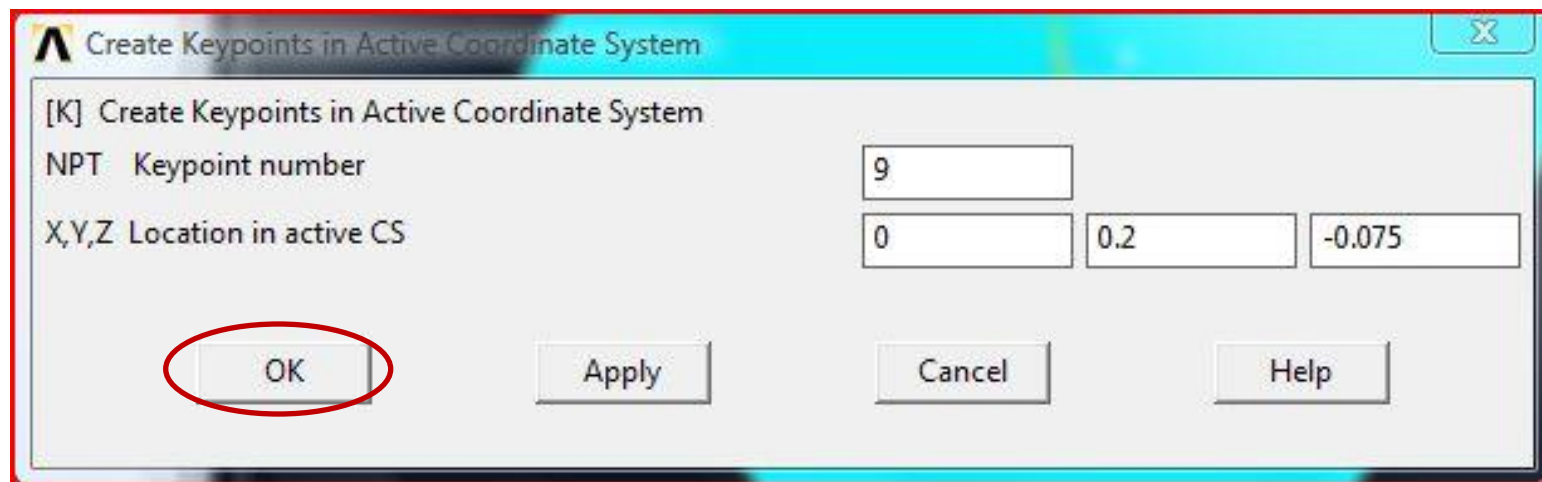 Create Keypoints in Active Coordinate System
[K] Create Keypoints in Active Coordinate System
NPT Keypoint number 9
X,Y,Z Location in active CS 0 0.2 -0.075
OK Apply Cancel Help